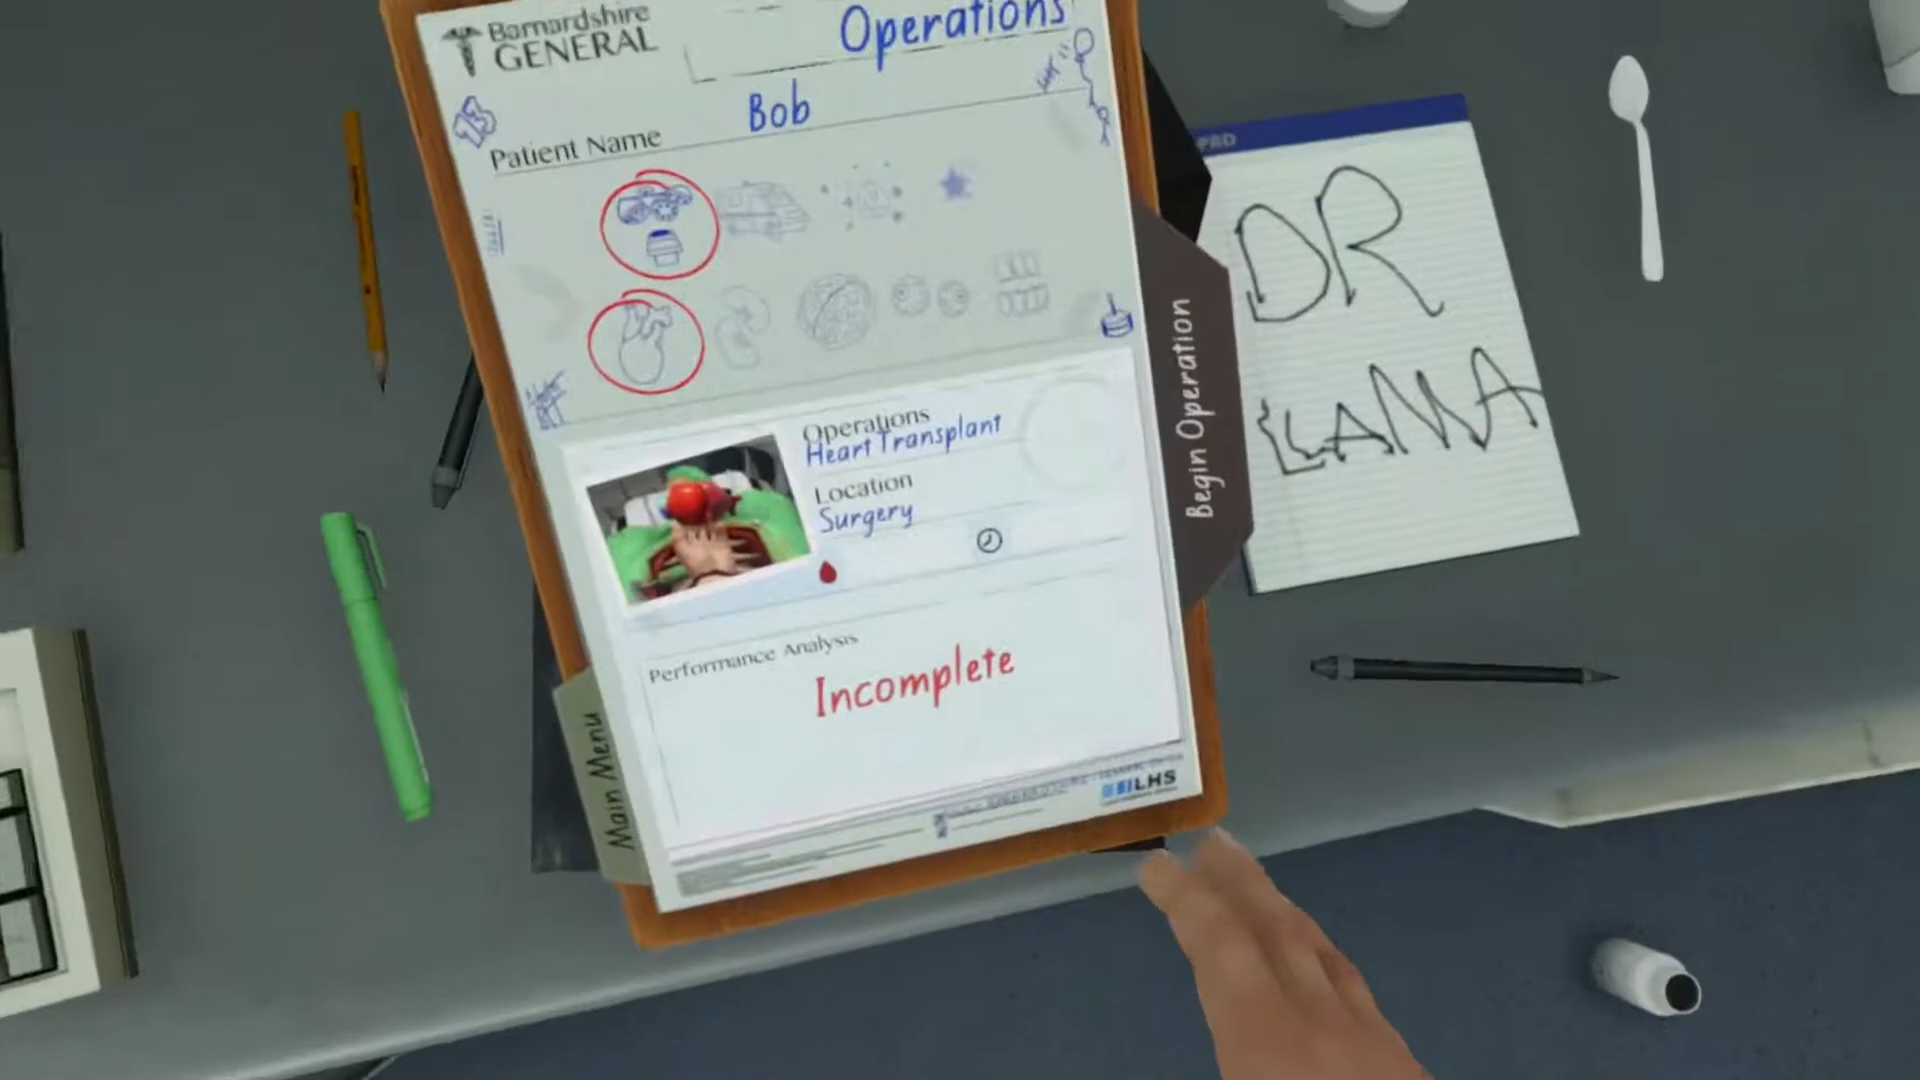 Barnardshire
GENERAL
Operations
Bob
Patient Name
Operations
Heart Transplant
Location
Surgery
Performance Analysis
Incomplete
LHS
Main Menu
Begin Operation
PAD
DR
LLAMA